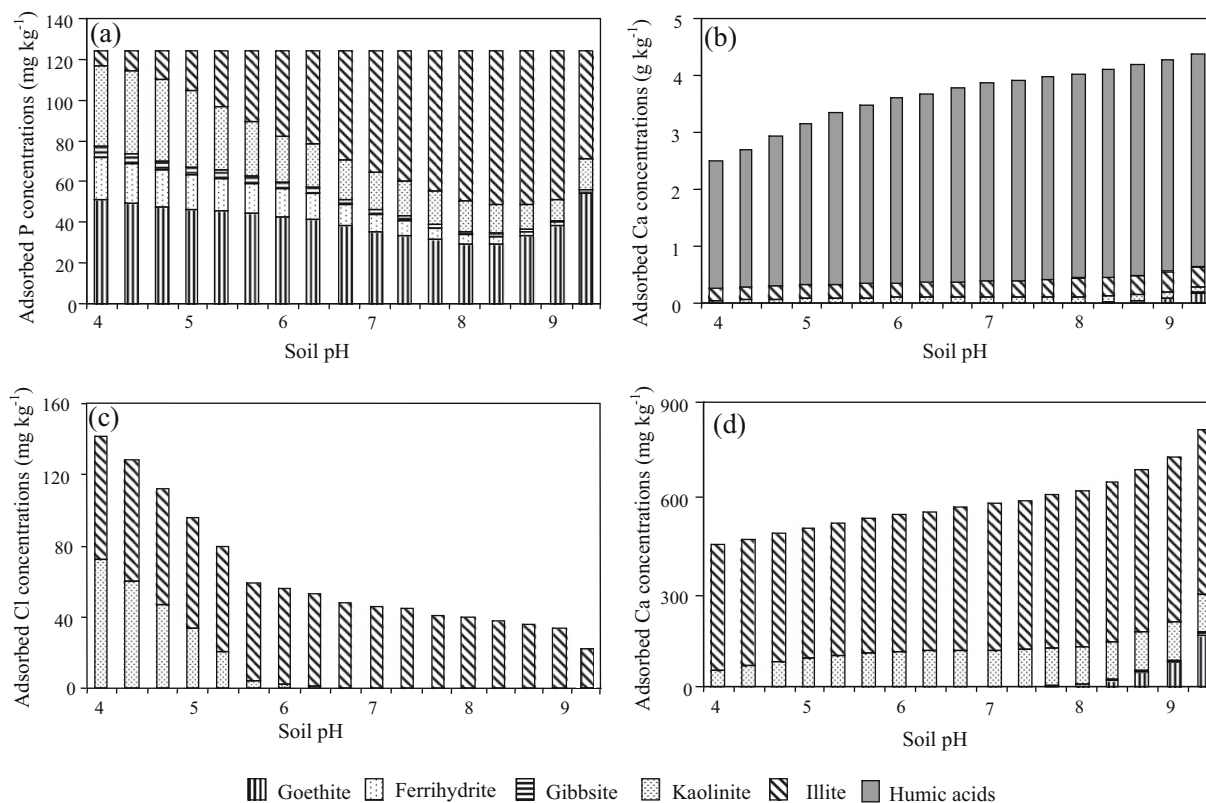 (a)
Adsorbed P concentrations (mg kg⁻¹)
140
120
100
80
60
40
20
0
4 5 6 7 8 9
Soil pH
(b)
Adsorbed Ca concentrations (g kg⁻¹)
5
4
3
2
1
0
4 5 6 7 8 9
Soil pH
(c)
Adsorbed Cl concentrations (mg kg⁻¹)
160
120
80
40
0
4 5 6 7 8 9
Soil pH
(d)
Adsorbed Ca concentrations (mg kg⁻¹)
900
600
300
0
4 5 6 7 8 9
Soil pH
Goethite Ferrihydrite Gibbsite Kaolinite Illite Humic acids